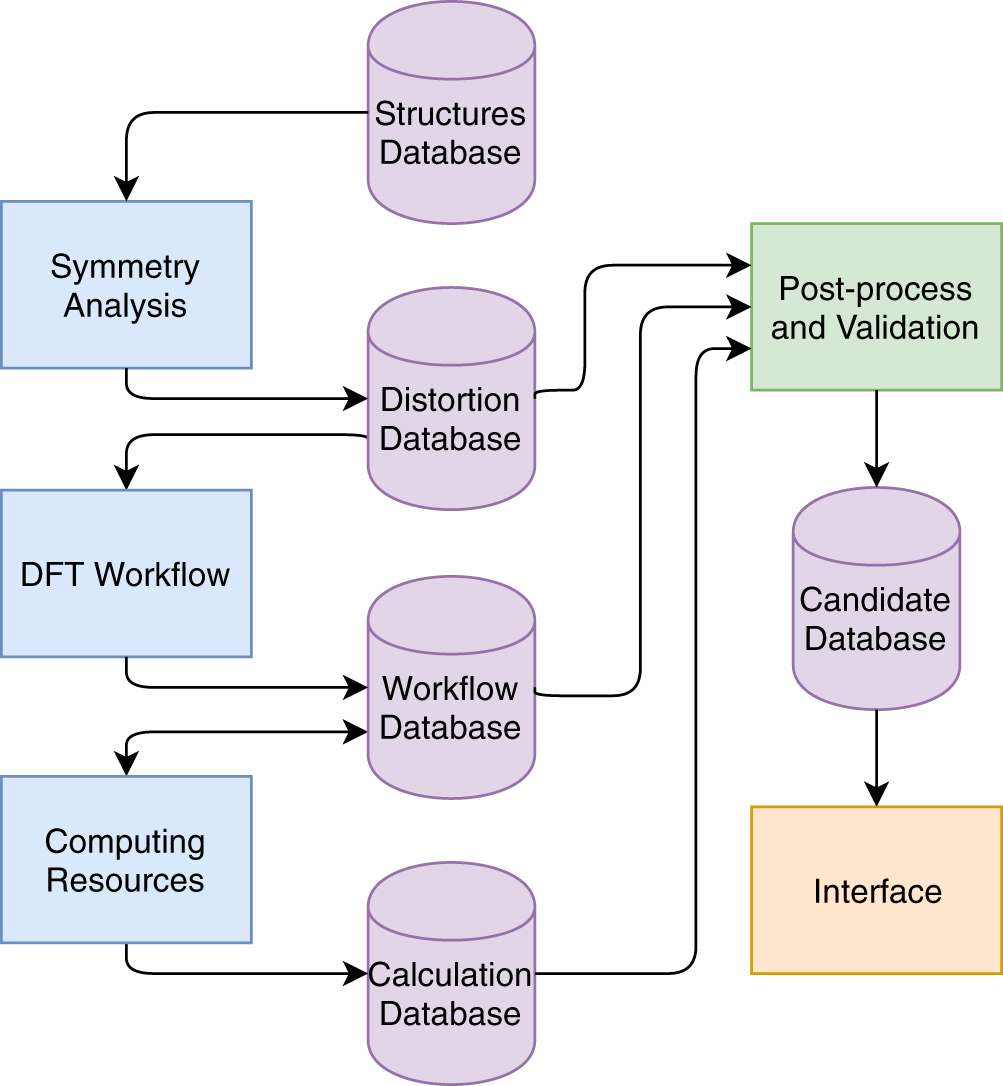 Structures
Database
Symmetry
Analysis
Distortion
Database
Post-process
and Validation
DFT Workflow
Workflow
Database
Candidate
Database
Computing
Resources
Calculation
Database
Interface